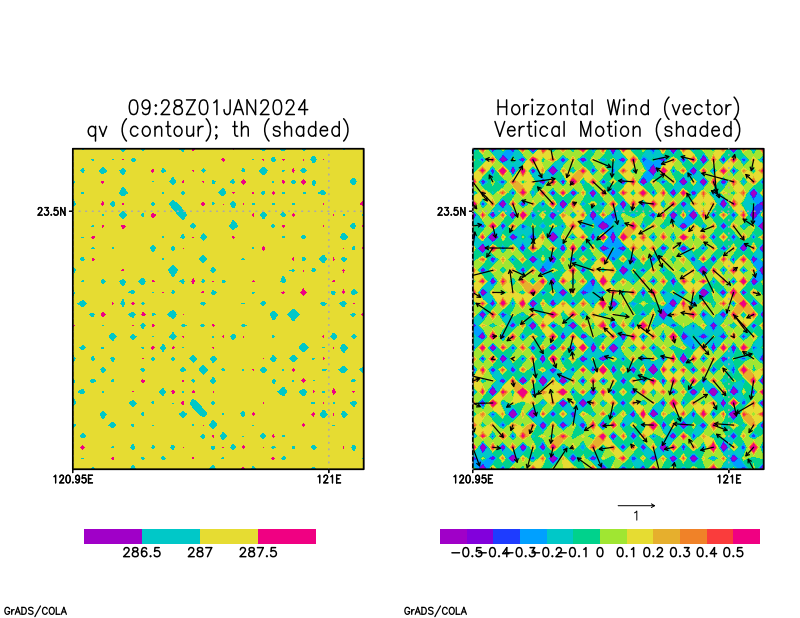 09:28Z01JAN2024
qv (contour); th (shaded)
23.5N
120.95E 121E
286.5 287 287.5
GrADS/COLA
Horizontal Wind (vector)
Vertical Motion (shaded)
23.5N
120.95E 121E
1
-0.5 -0.4 -0.3 -0.2 -0.1 0 0.1 0.2 0.3 0.4 0.5
GrADS/COLA